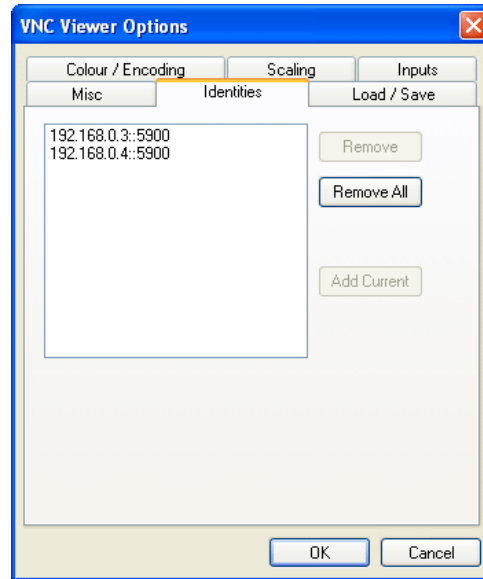 VNC Viewer Options
Colour / Encoding Scaling Inputs
Misc Identities Load / Save
192.168.0.3::5900
192.168.0.4::5900
Remove
Remove All
Add Current
OK Cancel